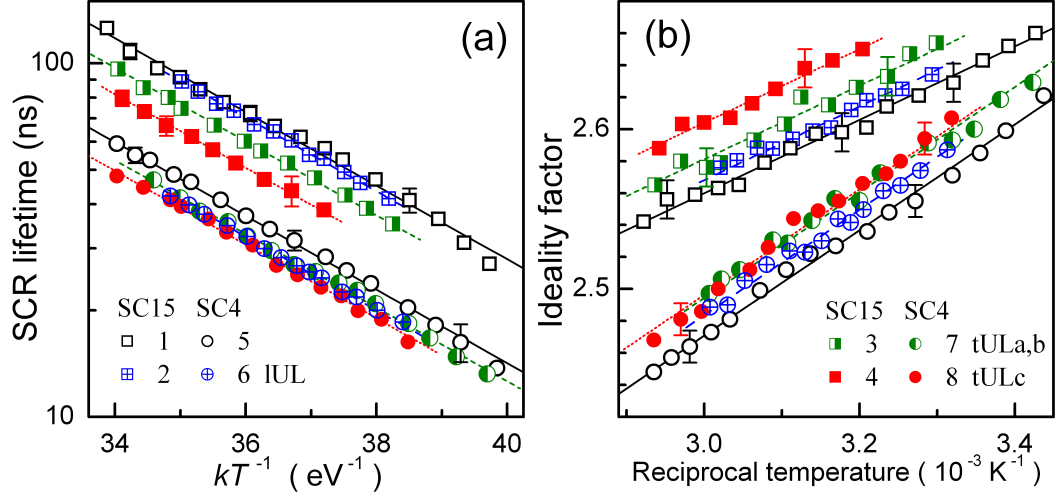 (a)
SCR lifetime (ns)
100
10
SC15 SC4
1 5
2 6 lUL
34 36 38 40
kT⁻¹ ( eV⁻¹)
(b)
Ideality factor
2.6
2.5
SC15 SC4
3 7 tULa,b
4 8 tULc
3.0 3.2 3.4
Reciprocal temperature ( 10⁻³ K⁻¹)